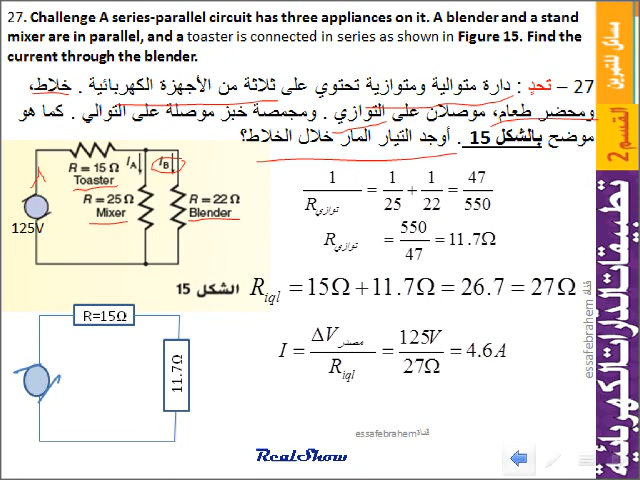 27. Challenge A series-parallel circuit has three appliances on it. A blender and a stand
mixer are in parallel, and a toaster is connected in series as shown in Figure 15. Find the
current through the blender.
27 – تحدٍ : دارة متوالية ومتوازية تحتوي على ثلاثة من الأجهزة الكهربائية . خلاط،
ومحضر طعام، موصلان على التوازي . ومحمصة خبز موصلة على التوالي . كما هو
موضح بالشكل 15 . أوجد التيار المار خلال الخلاط؟
R = 15 Ω
Toaster
I_A
I_B
R = 25 Ω
Mixer
R = 22 Ω
Blender
125V
الشكل 15
1/R_توازي = 1/25 + 1/22 = 47/550
R_توازي = 550/47 = 11.7Ω
R_iql = 15Ω + 11.7Ω = 26.7 = 27Ω
I = ΔV_مصدر/R_iql = 125V/27Ω = 4.6A
R=15Ω
11.7Ω
essafebrahem قناة
RealShow
essafebrahem قناة
مسائل للتمرين
القسم 2
تطبيقات الدارات الكهربائية